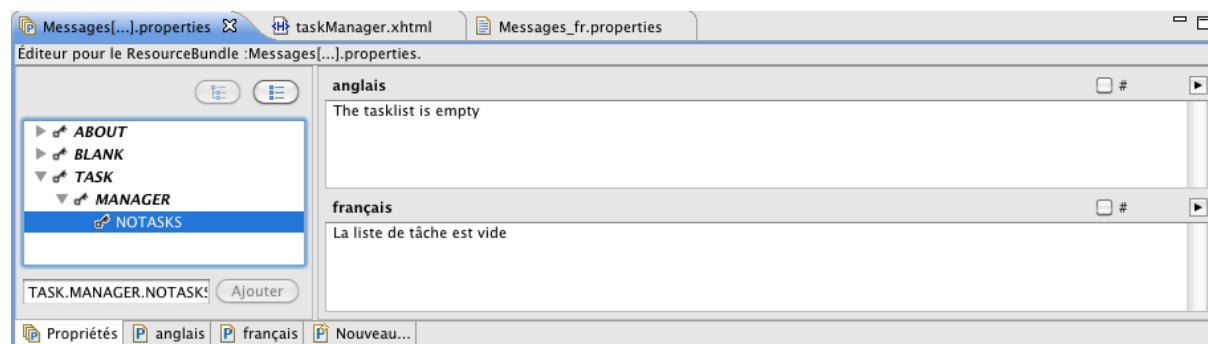 Messages[...].properties
taskManager.xhtml
Messages_fr.properties
Éditeur pour le ResourceBundle :Messages[...].properties.
anglais #
The tasklist is empty
ABOUT
BLANK
TASK
MANAGER
NOTASKS
français #
La liste de tâche est vide
TASK.MANAGER.NOTASKS Ajouter
Propriétés anglais français Nouveau...